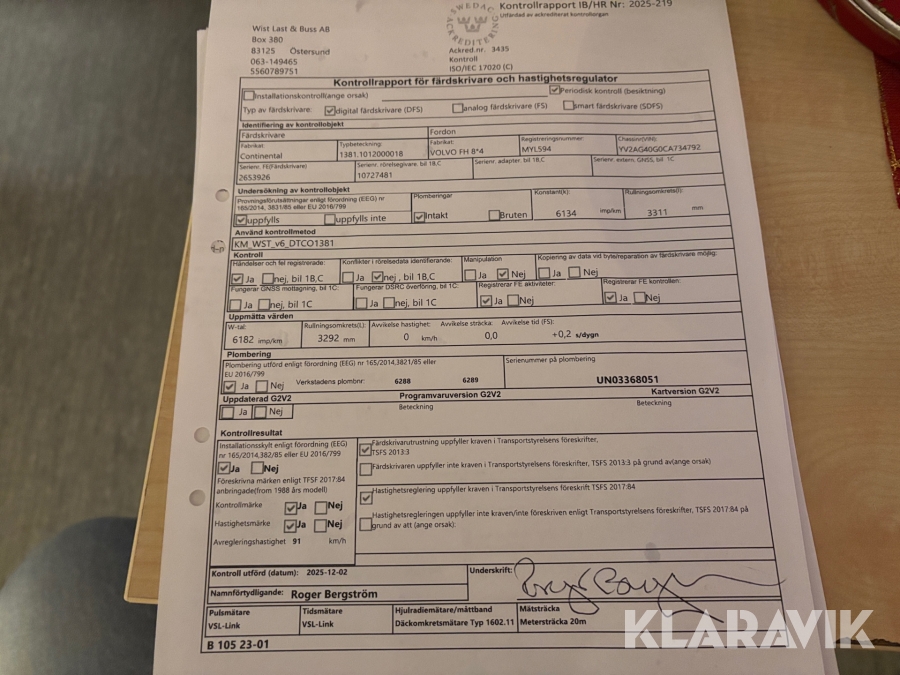 Wist Last & Buss AB
Box 380
83125 Östersund
063-149465
5560789751
SWEDAC
ACKREDITERING
Ackred.nr. 3435
Kontroll
ISO/IEC 17020 (C)
Kontrollrapport IB/HR Nr: 2025-219
Utfärdad av ackrediterat kontrollorgan
Kontrollrapport för färdskrivare och hastighetsregulator
Installationskontroll(ange orsak) Periodisk kontroll (besiktning)
Typ av färdskrivare: digital färdskrivare (DFS) analog färdskrivare (FS) smart färdskrivare (SDFS)
Identifiering av kontrollobjekt
Färdskrivare Fordon
Fabrikat: Typbeteckning: Fabrikat: Registreringsnummer: Chassinr(VIN):
Continental 1381.1012000018 VOLVO FH 8*4 MYL594 YV2AG40G0CA734792
Serienr. FE(Färdskrivare) Serienr. rörelsegivare. bil 1B,C Serienr. adapter. bil 1B,C Serienr. extern, GNSS, bil 1C
2653926 10727481
Undersökning av kontrollobjekt
Provningsförutsättningar enligt förordning (EEG) nr 165/2014, 3831/85 eller EU 2016/799 Plomberingar Konstant(k): Rullningsomkrets(l):
uppfylls uppfylls inte Intakt Bruten 6134 imp/km 3311 mm
Använd kontrollmetod
KM_WST_v6_DTCO1381
Kontroll
Händelser och fel registrerade: Konflikter i rörelsedata identifierande: Manipulation Kopiering av data vid byte/reparation av färdskrivare möjlig:
Ja nej, bil 1B,C Ja nej , bil 1B,C Ja Nej Ja Nej
Fungerar GNSS mottagning, bil 1C: Fungerar DSRC överföring, bil 1C: Registrerar FE aktiviteter: Registrerar FE kontrollen:
Ja nej, bil 1C Ja nej, bil 1C Ja Nej Ja Nej
Uppmätta värden
W-tal: Rullningsomkrets(L): Avvikelse hastighet: Avvikelse sträcka: Avvikelse tid (FS):
6182 imp/km 3292 mm 0 km/h 0,0 +0,2 s/dygn
Plombering
Plombering utförd enligt förordning (EEG) nr 165/2014,3821/85 eller Serienummer på plombering
EU 2016/799
Ja Nej Verkstadens plombnr: 6288 6289 UN03368051
Uppdaterad G2V2 Programvaruversion G2V2 Kartversion G2V2
Ja Nej Beteckning Beteckning
Kontrollresultat
Installationsskylt enligt förordning (EEG)
nr 165/2014,382/85 eller EU 2016/799
Ja Nej
Föreskrivna märken enligt TFSF 2017:84
anbringade(from 1988 års modell)
Kontrollmärke Ja Nej
Hastighetsmärke Ja Nej
Avregleringshastighet 91 km/h
Färdskrivarutrustning uppfyller kraven i Transportstyrelsens föreskrifter,
TSFS 2013:3
Färdskrivaren uppfyller inte kraven i Transportstyrelsens föreskrifter, TSFS 2013:3 på grund av(ange orsak)
Hastighetsreglering uppfyller kraven i Transportstyrelsens föreskrift TSFS 2017:84
Hastighetsregleringen uppfyller inte kraven/inte föreskriven enligt Transportstyrelsens föreskrifter, TSFS 2017:84 på
grund av att (ange orsak):
Kontroll utförd (datum): 2025-12-02 Underskrift:
Namnförtydligande: Roger Bergström
Pulsmätare Tidsmätare Hjulradiemätare/måttband Mätsträcka
VSL-Link VSL-Link Däckomkretsmätare Typ 1602.11 Metersträcka 20m
B 105 23-01
KLARAVIK